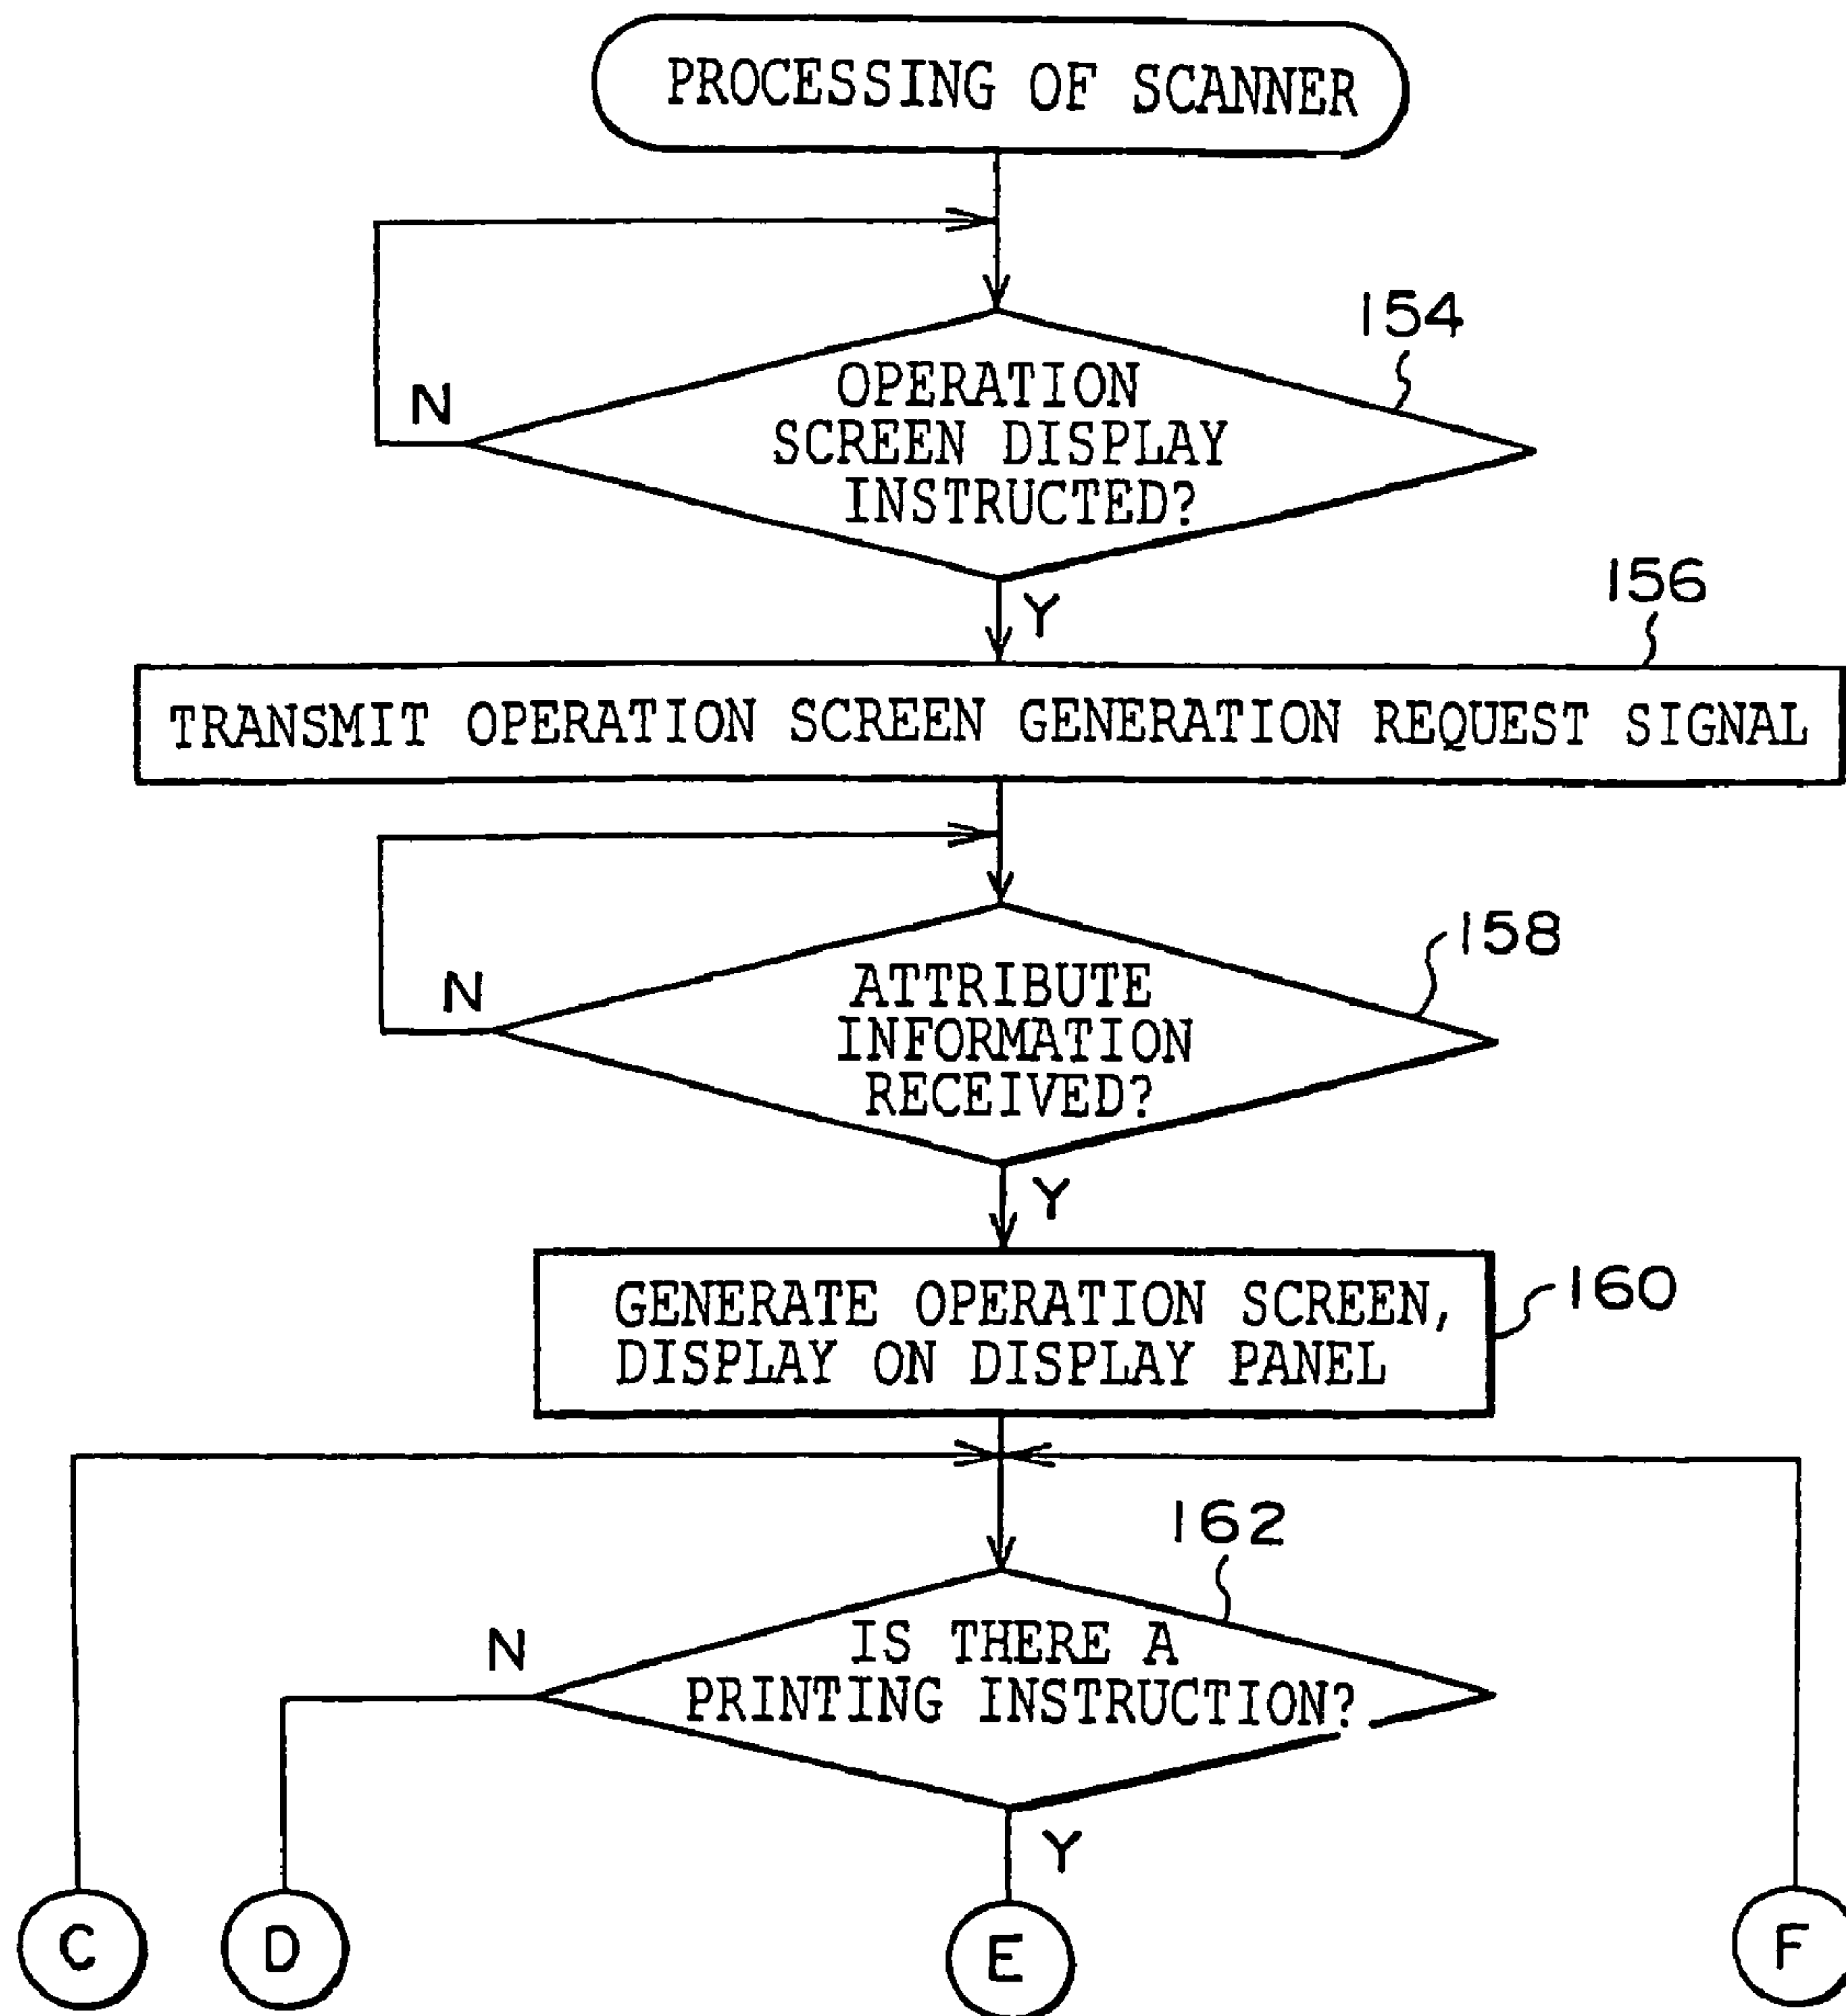 PROCESSING OF SCANNER
154
OPERATION
SCREEN DISPLAY
INSTRUCTED?
N
Y
156
TRANSMIT OPERATION SCREEN GENERATION REQUEST SIGNAL
158
ATTRIBUTE
INFORMATION
RECEIVED?
N
Y
GENERATE OPERATION SCREEN,
DISPLAY ON DISPLAY PANEL
160
162
IS THERE A
PRINTING INSTRUCTION?
N
Y
C
D
E
F